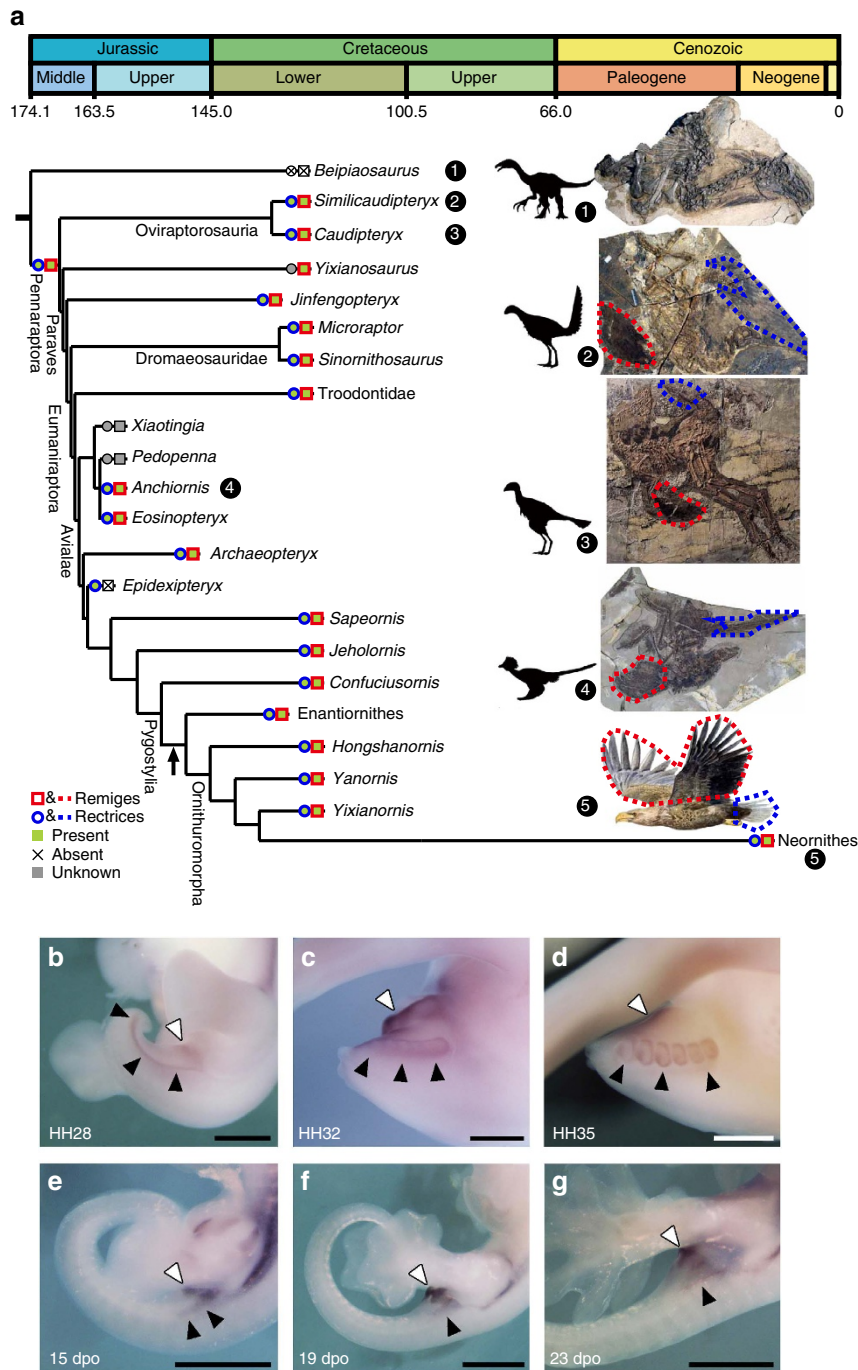 a
Jurassic Cretaceous Cenozoic
Middle Upper Lower Upper Paleogene Neogene
174.1 163.5 145.0 100.5 66.0 0
Beipiaosaurus 1
1
Similicaudipteryx 2
Oviraptorosauria
Caudipteryx 3
Yixianosaurus
Pennaraptora
Paraves
Jinfengopteryx
Microraptor
Dromaeosauridae
2
Sinornithosaurus
Troodontidae
Eumaniraptora
Xiaotingia
Pedopenna
Anchiornis 4
Eosinopteryx
3
Avialae
Archaeopteryx
Epidexipteryx
Sapeornis
Jeholornis
Confuciusornis
4
Pygostylia
Enantiornithes
Hongshanornis
Ornithuromorpha
Yanornis
Yixianornis
5
Neornithes
5
& Remiges
& Rectrices
Present
Absent
Unknown
b c d
HH28 HH32 HH35
e f g
15 dpo 19 dpo 23 dpo